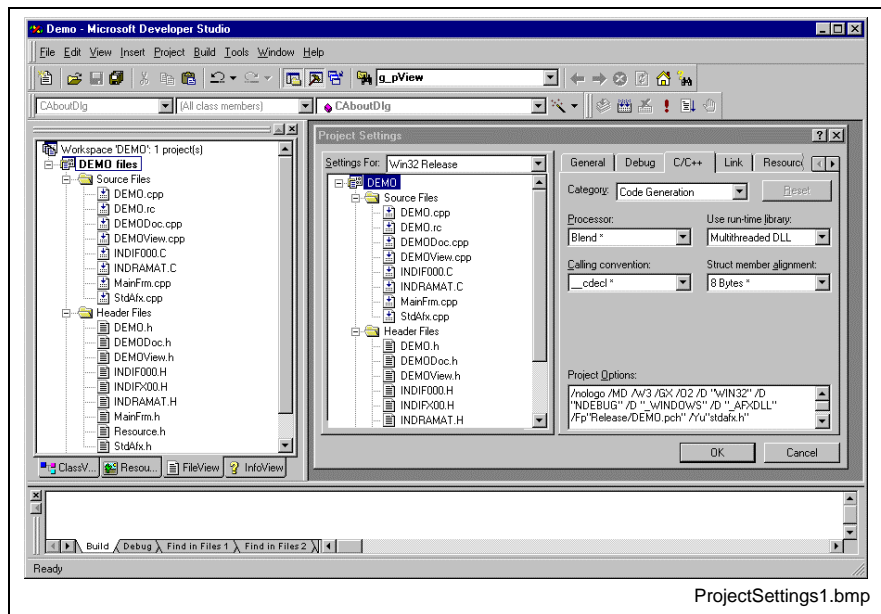 Demo - Microsoft Developer Studio
File Edit View Insert Project Build Tools Window Help
g_pView
CAboutDlg (All class members) CAboutDlg
Workspace 'DEMO': 1 project(s)
DEMO files
Source Files
DEMO.cpp
DEMO.rc
DEMODoc.cpp
DEMOView.cpp
INDIF000.C
INDRAMAT.C
MainFrm.cpp
StdAfx.cpp
Header Files
DEMO.h
DEMODoc.h
DEMOView.h
INDIF000.H
INDIFX00.H
INDRAMAT.H
MainFrm.h
Resource.h
StdAfx.h
ClassV... Resou... FileView InfoView
Project Settings
Settings For: Win32 Release
DEMO
Source Files
DEMO.cpp
DEMO.rc
DEMODoc.cpp
DEMOView.cpp
INDIF000.C
INDRAMAT.C
MainFrm.cpp
StdAfx.cpp
Header Files
DEMO.h
DEMODoc.h
DEMOView.h
INDIF000.H
INDIFX00.H
INDRAMAT.H
General Debug C/C++ Link Resourc
Category: Code Generation Reset
Processor: Use run-time library:
Blend * Multithreaded DLL
Calling convention: Struct member alignment:
__cdecl * 8 Bytes *
Project Options:
/nologo /MD /W3 /GX /O2 /D "WIN32" /D
"NDEBUG" /D "_WINDOWS" /D "_AFXDLL"
/Fp"Release/DEMO.pch" /Yu"stdafx.h"
OK Cancel
Build Debug Find in Files 1 Find in Files 2
Ready
ProjectSettings1.bmp